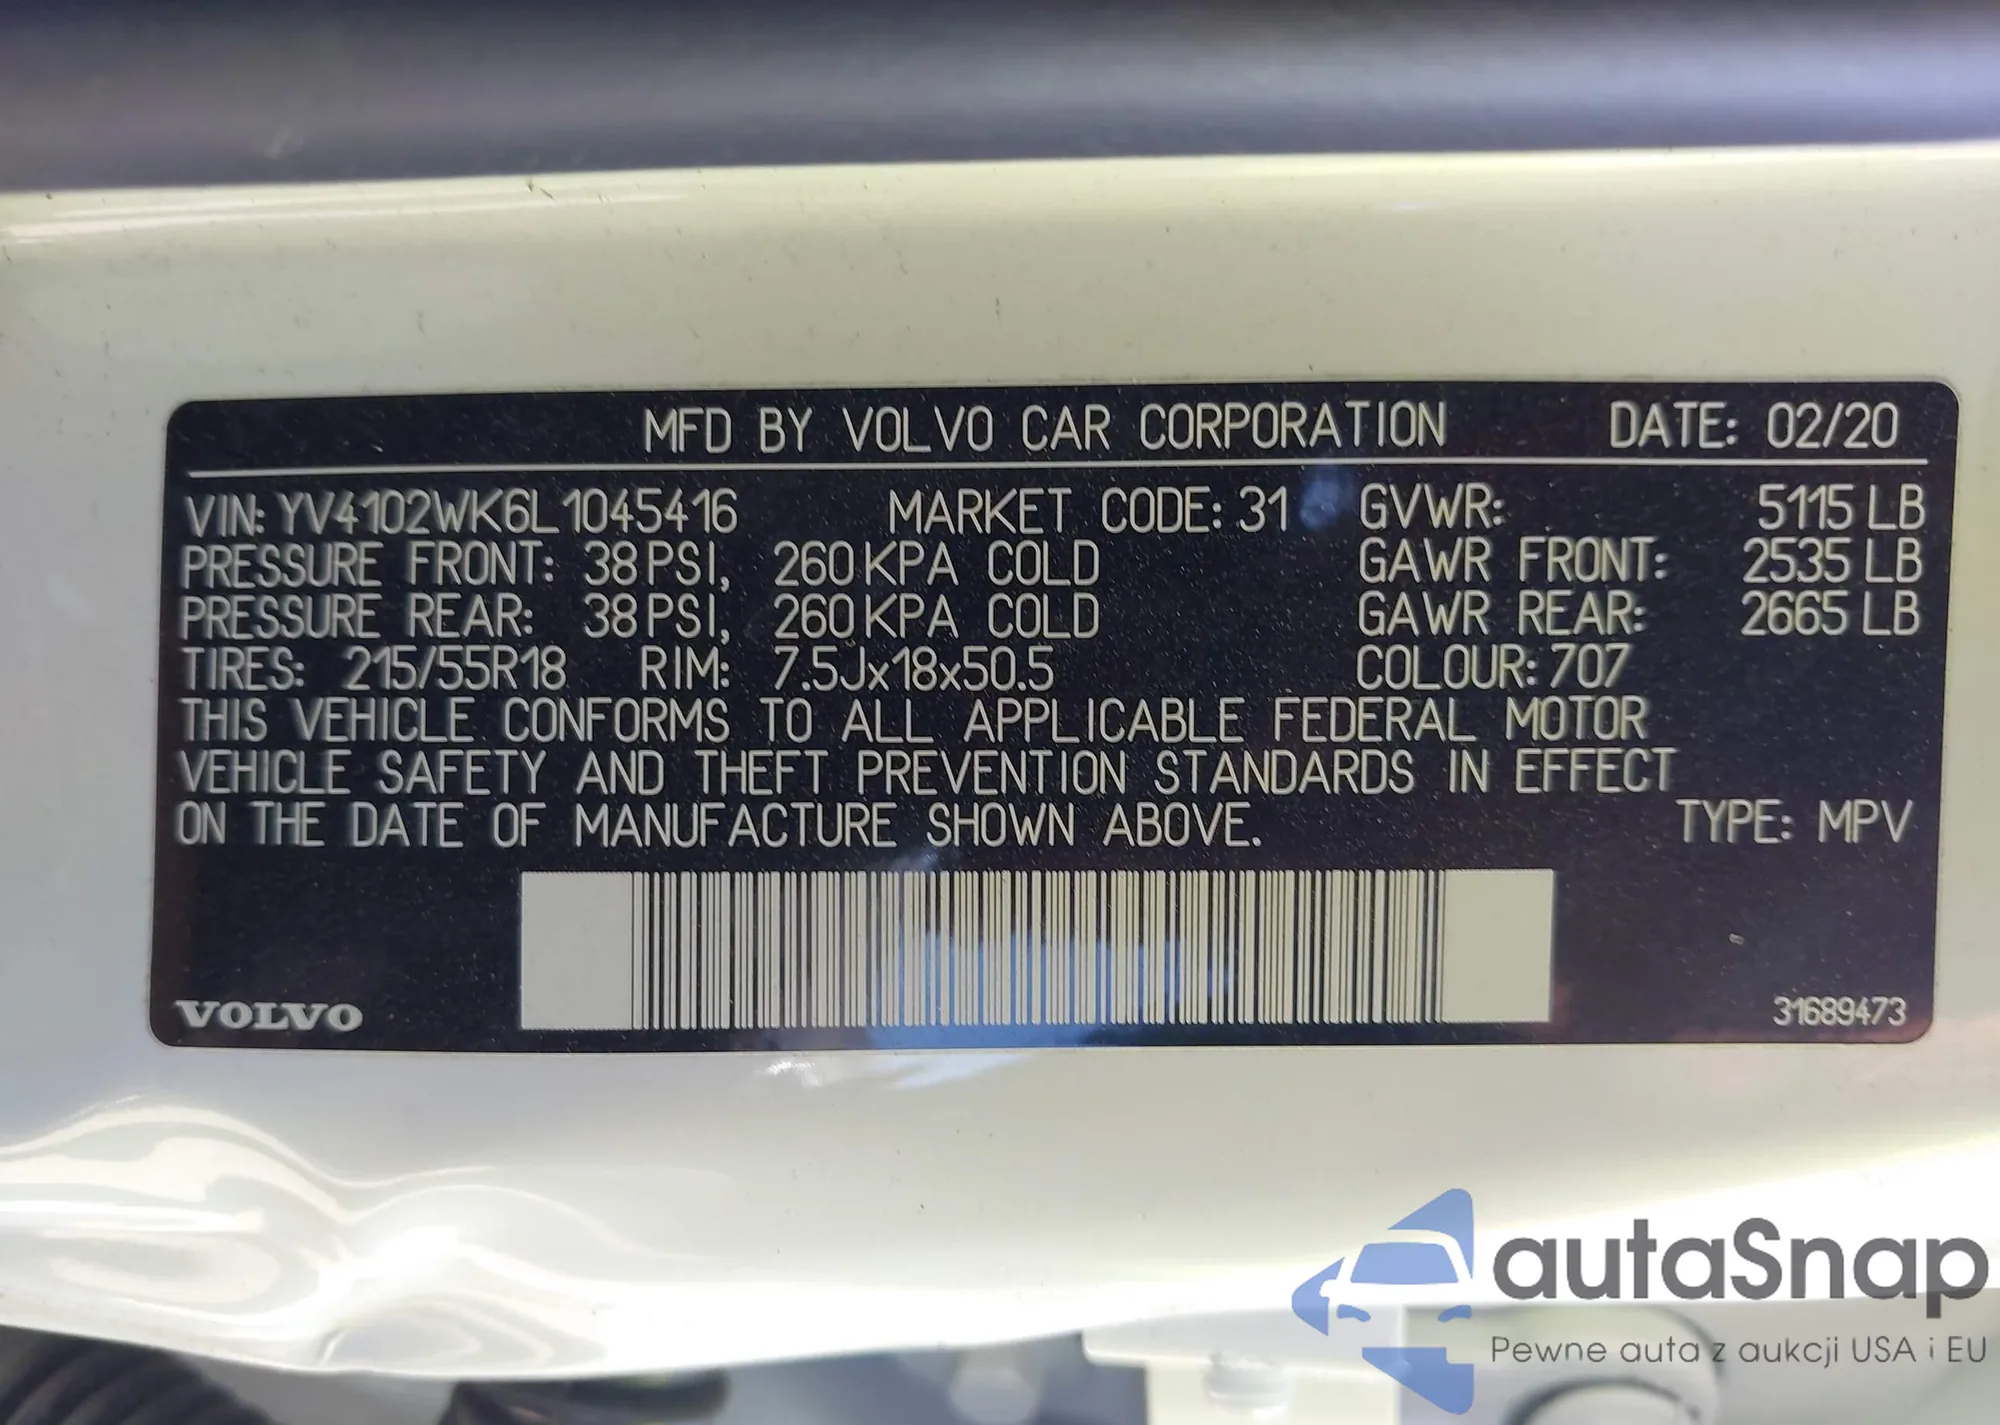 MFD BY VOLVO CAR CORPORATION DATE: 02/20
VIN: YV4102WK6L1045416 MARKET CODE: 31 GVWR: 5115 LB
PRESSURE FRONT: 38 PSI, 260 KPA COLD GAWR FRONT: 2535 LB
PRESSURE REAR: 38 PSI, 260 KPA COLD GAWR REAR: 2665 LB
TIRES: 215/55R18 RIM: 7.5Jx18x50.5 COLOUR: 707
THIS VEHICLE CONFORMS TO ALL APPLICABLE FEDERAL MOTOR
VEHICLE SAFETY AND THEFT PREVENTION STANDARDS IN EFFECT
ON THE DATE OF MANUFACTURE SHOWN ABOVE. TYPE: MPV
VOLVO 31689473
autaSnap
Pewne auta z aukcji USA i EU